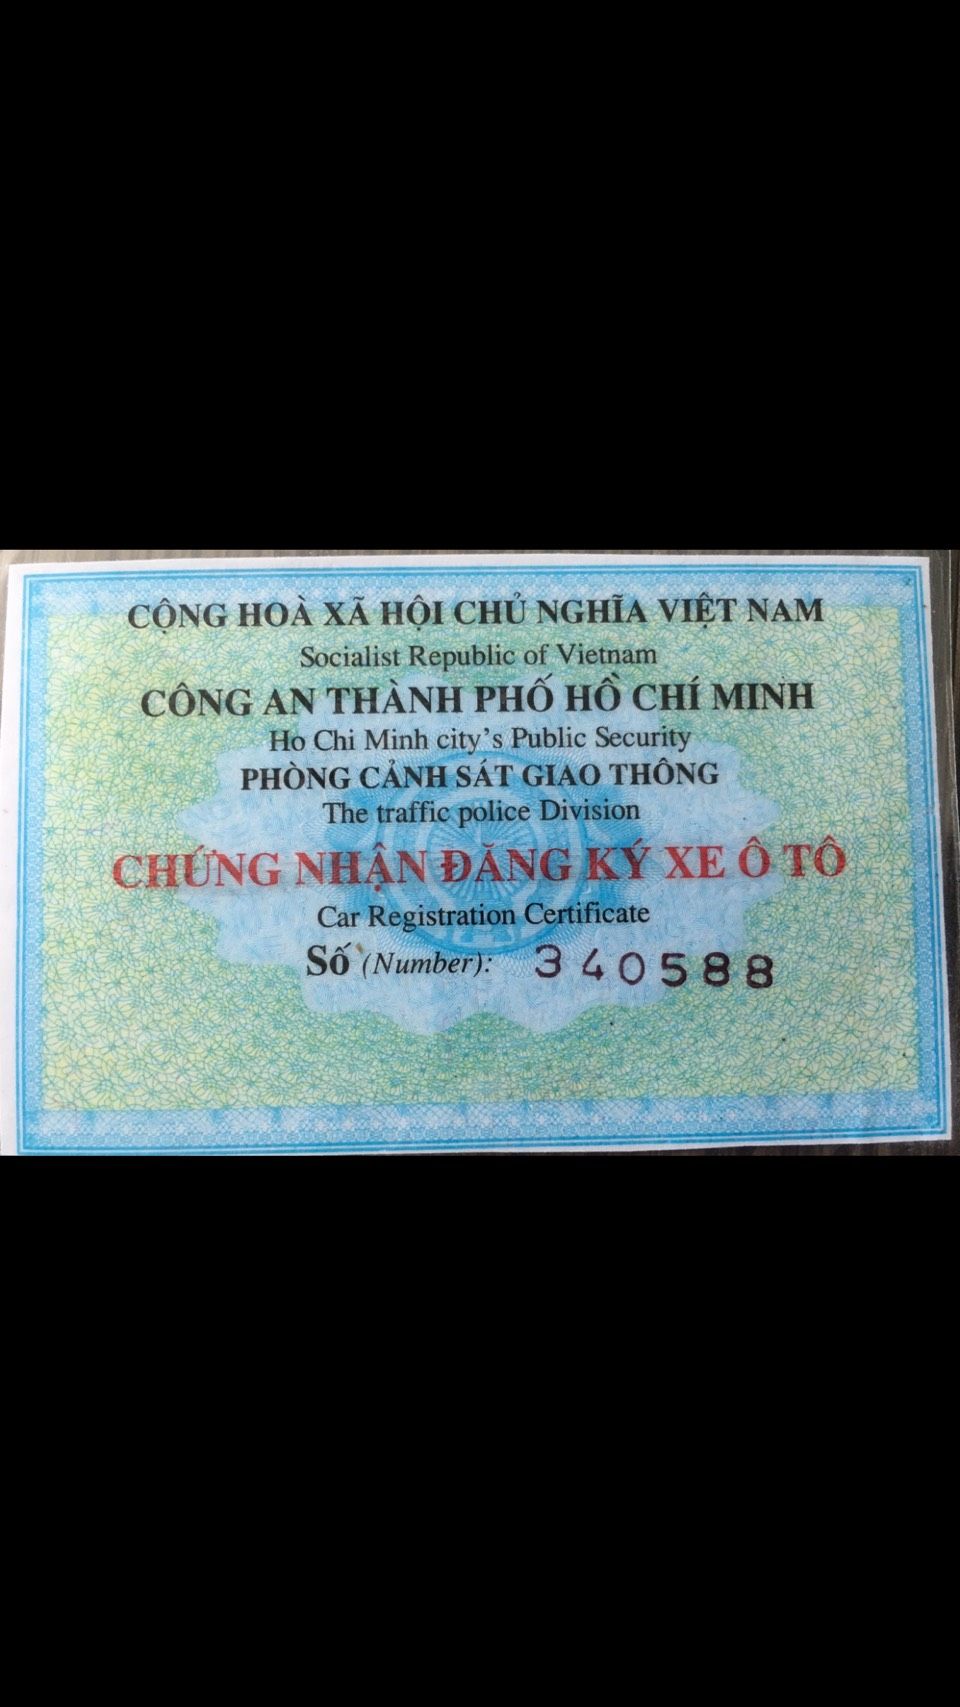 CỘNG HOÀ XÃ HỘI CHỦ NGHĨA VIỆT NAM
Socialist Republic of Vietnam
CÔNG AN THÀNH PHỐ HỒ CHÍ MINH
Ho Chi Minh city's Public Security
PHÒNG CẢNH SÁT GIAO THÔNG
The traffic police Division
CHỨNG NHẬN ĐĂNG KÝ XE Ô TÔ
Car Registration Certificate
Số (Number): 340588